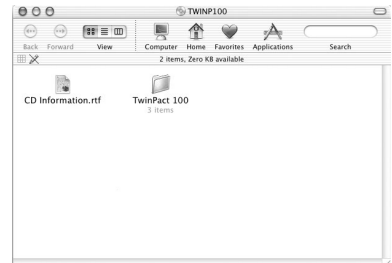 TWINP100
Back Forward View Computer Home Favorites Applications Search
2 items, Zero KB available
CD Information.rtf TwinPact 100
3 items